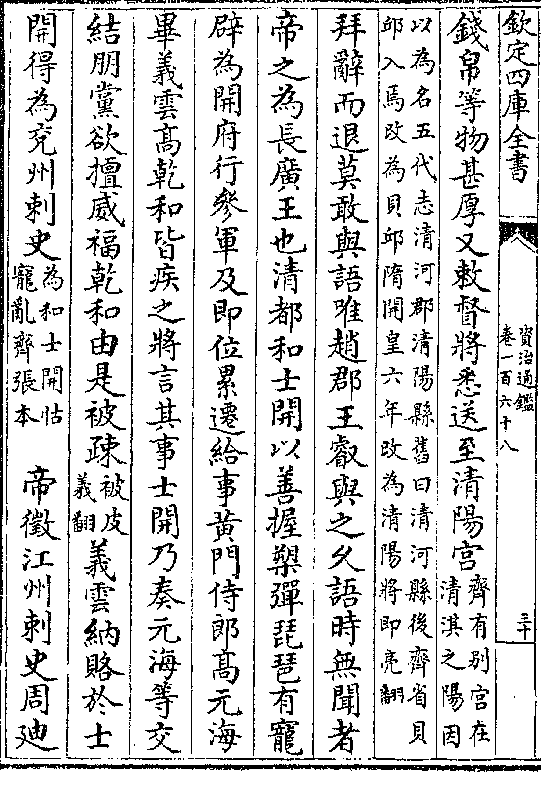 欽定四庫全書
資治通鑑
卷一百六十八
三十
錢帛等物甚厚又敕督將悉送至清陽宫齊有别宫在
清淇之陽因
以為名五代志清河郡清陽縣舊曰清河縣後齊省貝
邱入焉改為貝邱隋開皇六年改為清陽將即亮翻
拜辭而退莫敢與語唯趙郡王叡與之乆語時無聞者
帝之為長廣王也清都和士開以善握槊彈琵琶有寵
辟為開府行參軍及即位累遷給事黄門侍郎高元海
畢義雲高乾和皆疾之將言其事士開乃奏元海等交
結朋黨欲擅威福乾和由是被疎被皮
義翻義雲納賂於士
開得為兖州刺史為和士開怙
寵亂齊張本帝徵江州刺史周廸